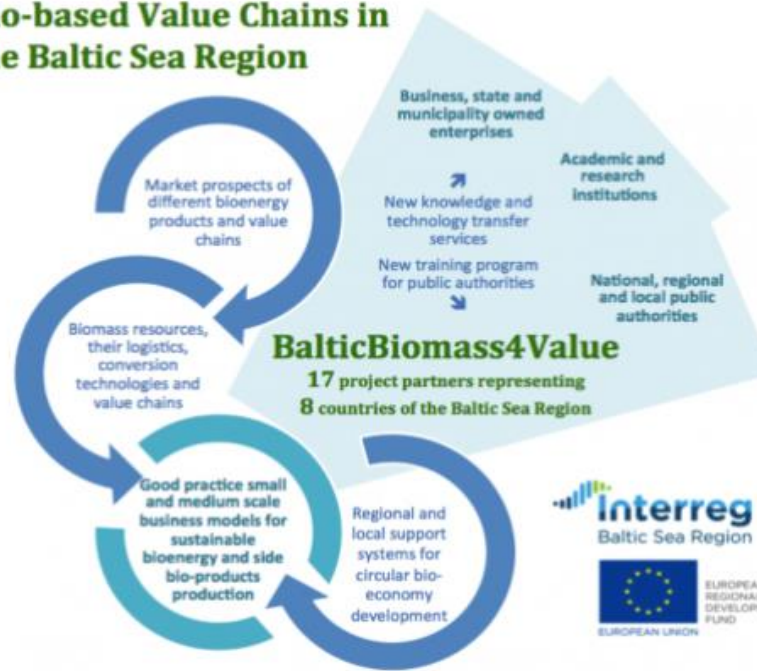 o-based Value Chains in
e Baltic Sea Region
Business, state and
municipality owned
enterprises
Academic and
research
institutions
Market prospects of
different bioenergy
products and value
chains
New knowledge and
technology transfer
services
New training program
for public authorities
National, regional
and local public
authorities
Biomass resources,
their logistics,
conversion
technologies and
value chains
BalticBiomass4Value
17 project partners representing
8 countries of the Baltic Sea Region
Good practice small
and medium scale
business models for
sustainable
bioenergy and side
bio-products
production
Regional and
local support
systems for
circular bio-
economy
development
Interreg
Baltic Sea Region
EUROPEA
REGIONAL
DEVELOP
FUND
EUROPEAN UNION